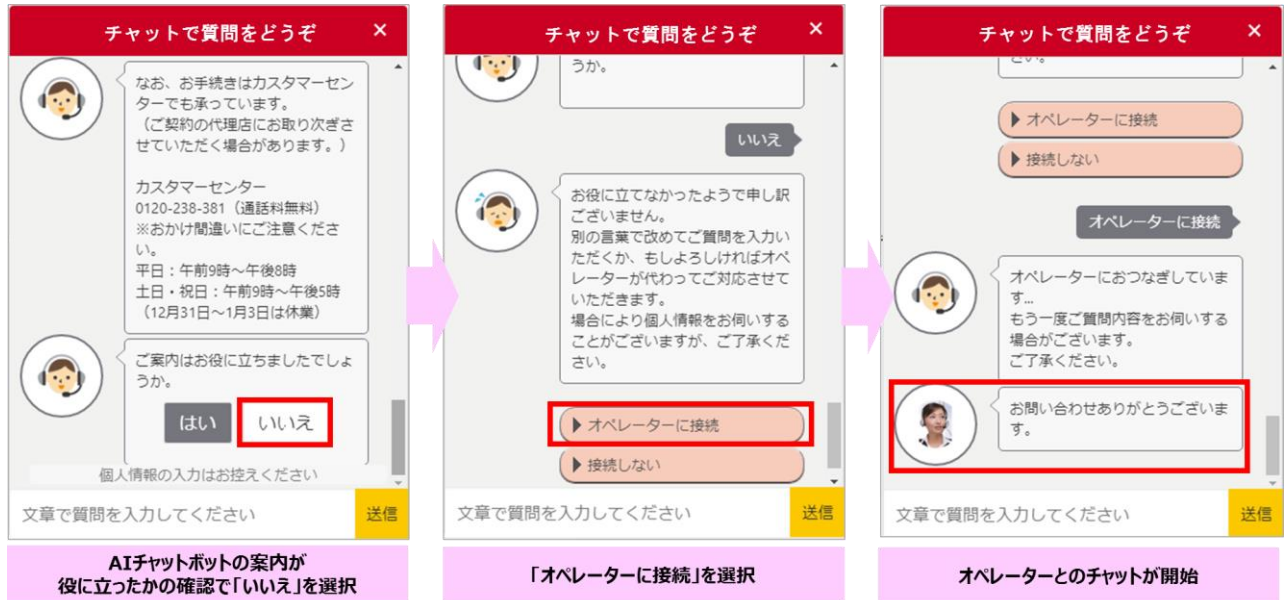 チャットで質問をどうぞ ×
なお、お手続きはカスタマーセン
ターでも承っています。
（ご契約の代理店にお取り次ぎさ
せていただく場合があります。）
カスタマーセンター
0120-238-381（通話料無料）
※おかけ間違いにご注意くださ
い。
平日：午前9時～午後8時
土日・祝日：午前9時～午後5時
（12月31日～1月3日は休業）
ご案内はお役に立ちましたでしょ
うか。
はい いいえ
個人情報の入力はお控えください
文章で質問を入力してください 送信
AIチャットボットの案内が
役に立ったかの確認で「いいえ」を選択
チャットで質問をどうぞ ×
うか。
いいえ
お役に立てなかったようで申し訳
ございません。
別の言葉で改めてご質問を入力い
ただくか、もしよろしければオペ
レーターが代わってご対応させて
いただきます。
場合により個人情報をお伺いする
ことがございますが、ご了承くだ
さい。
オペレーターに接続
接続しない
文章で質問を入力してください 送信
「オペレーターに接続」を選択
チャットで質問をどうぞ ×
さい。
オペレーターに接続
接続しない
オペレーターに接続
オペレーターにおつなぎしていま
す...
もう一度ご質問内容をお伺いする
場合がございます。
ご了承ください。
お問い合わせありがとうございま
す。
文章で質問を入力してください 送信
オペレーターとのチャットが開始